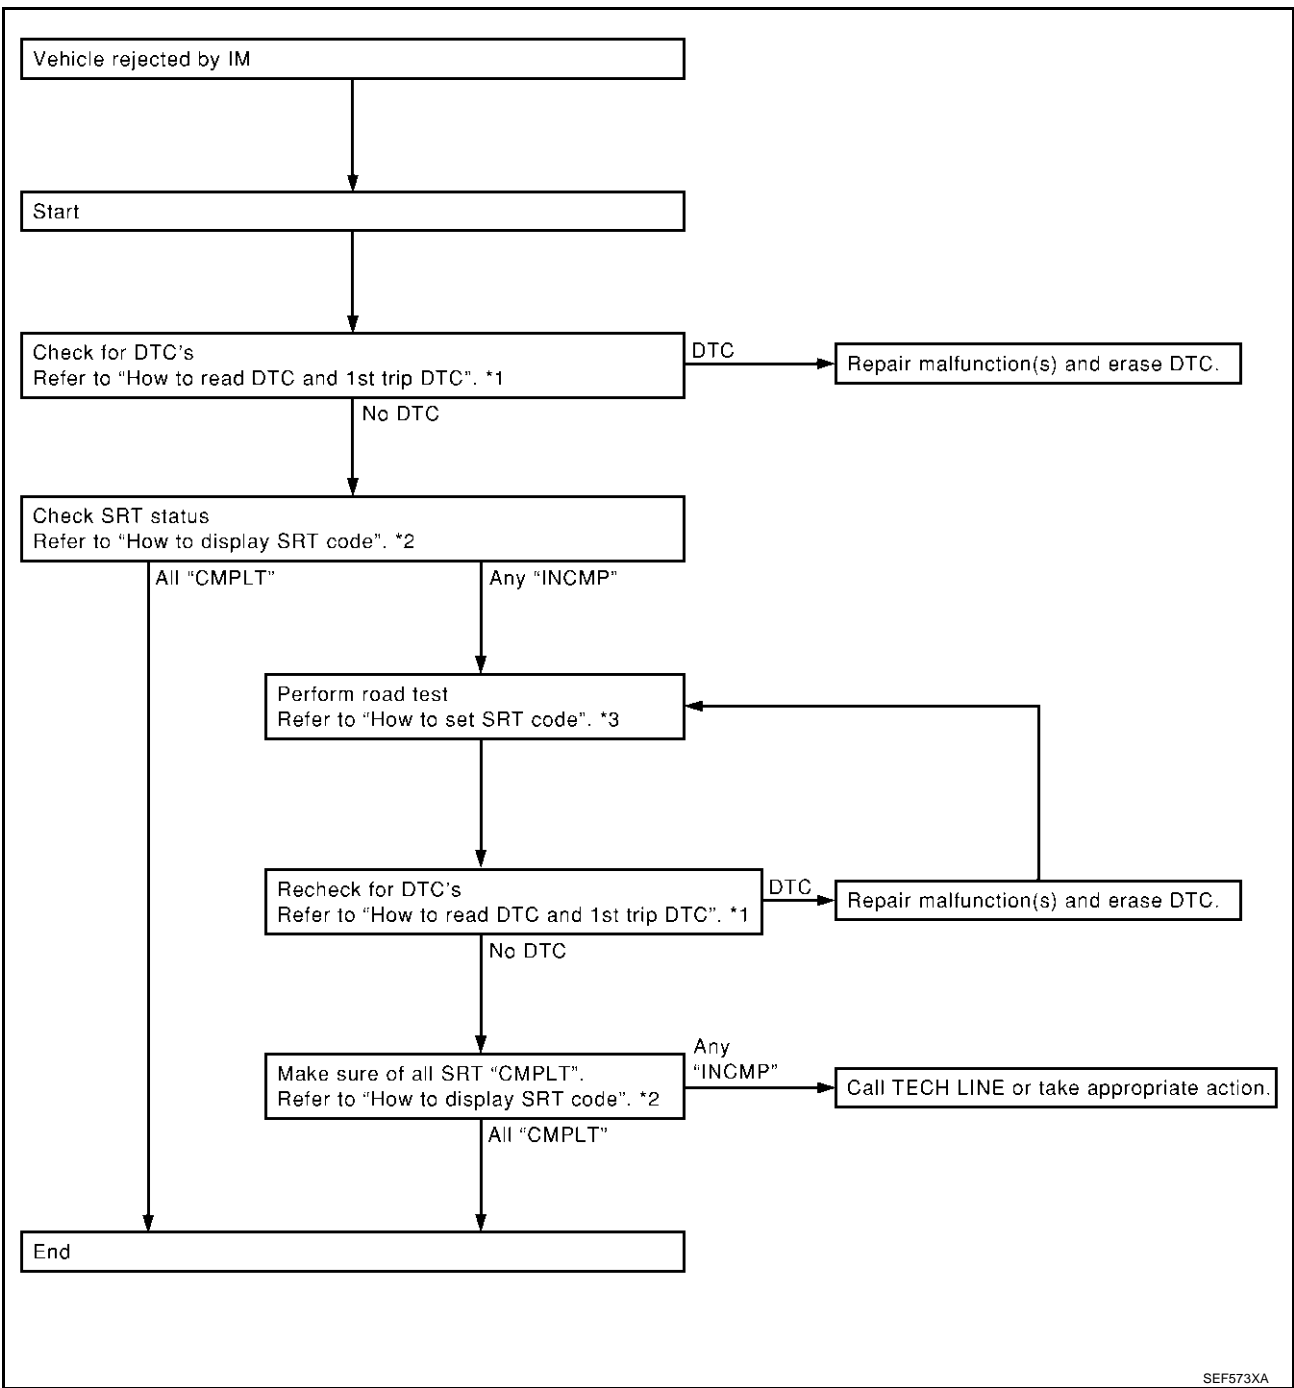 Vehicle rejected by IM
Start
Check for DTC's
Refer to "How to read DTC and 1st trip DTC". *1
DTC
Repair malfunction(s) and erase DTC.
No DTC
Check SRT status
Refer to "How to display SRT code". *2
All "CMPLT"
Any "INCMP"
Perform road test
Refer to "How to set SRT code". *3
Recheck for DTC's
Refer to "How to read DTC and 1st trip DTC". *1
DTC
Repair malfunction(s) and erase DTC.
No DTC
Make sure of all SRT "CMPLT".
Refer to "How to display SRT code". *2
Any
"INCMP"
Call TECH LINE or take appropriate action.
All "CMPLT"
End
SEF573XA